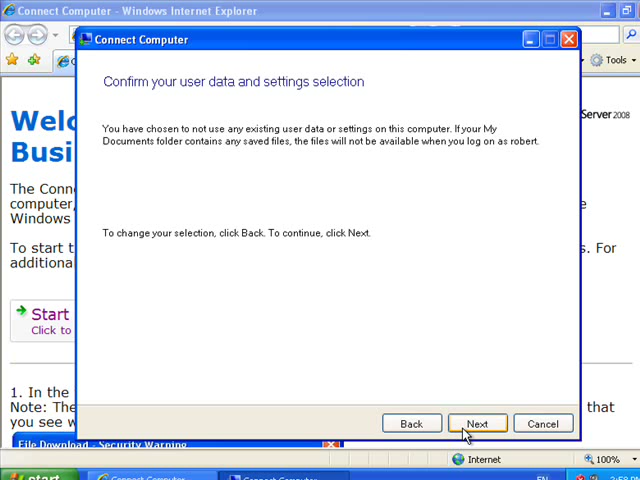 Connect Computer - Windows Internet Explorer
Connect Computer
Tools
Confirm your user data and settings selection
Server 2008
You have chosen to not use any existing user data or settings on this computer. If your My
Documents folder contains any saved files, the files will not be available when you log on as robert.
Busi
The Conn
computer,
Windows
To change your selection, click Back. To continue, click Next.
To start t
s. For
additional
Start
Click to
1. In the
Note: The
that
you see w
Back
Next
Cancel
File Download - Security Warning
Internet
100%
start
Connect Computer
Connect Computer
EN